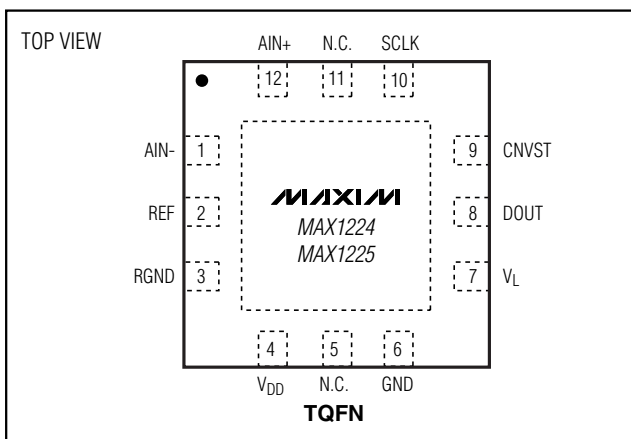 TOP VIEW
AIN+ N.C. SCLK
12 11 10
AIN- 1
REF 2
RGND 3
9 CNVST
8 DOUT
7 VL
MAXIM
MAX1224
MAX1225
4 5 6
VDD N.C. GND
TQFN